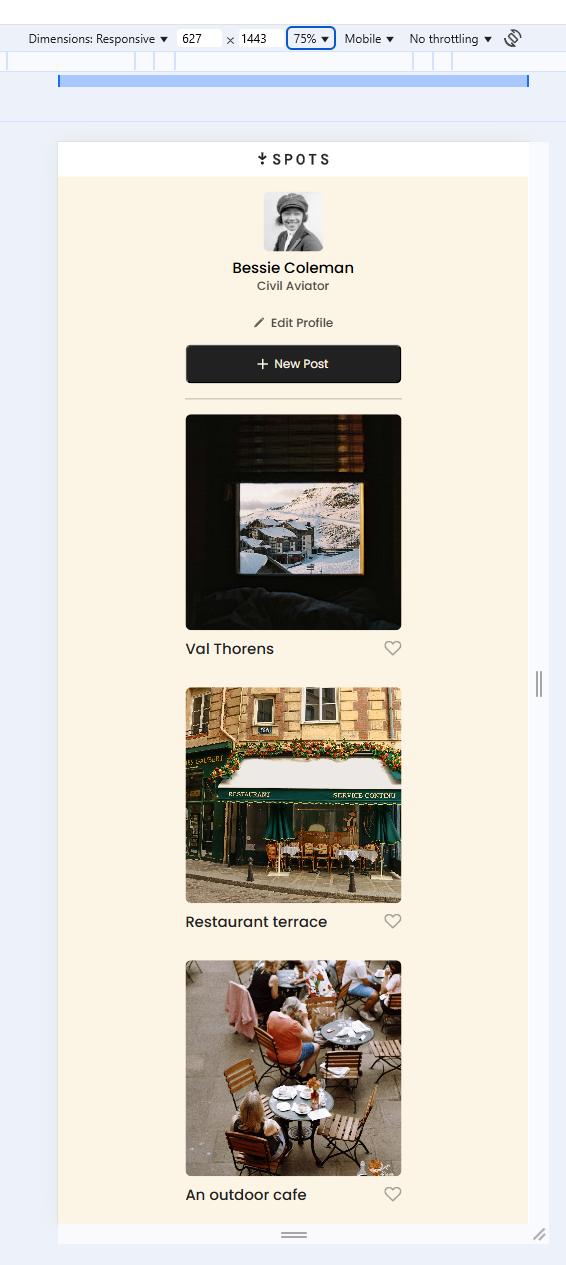 Dimensions: Responsive 627 × 1443 75% Mobile No throttling
SPOTS
Bessie Coleman
Civil Aviator
Edit Profile
New Post
Val Thorens
RESTAURANT SERVICE CONTINU
Restaurant terrace
An outdoor cafe